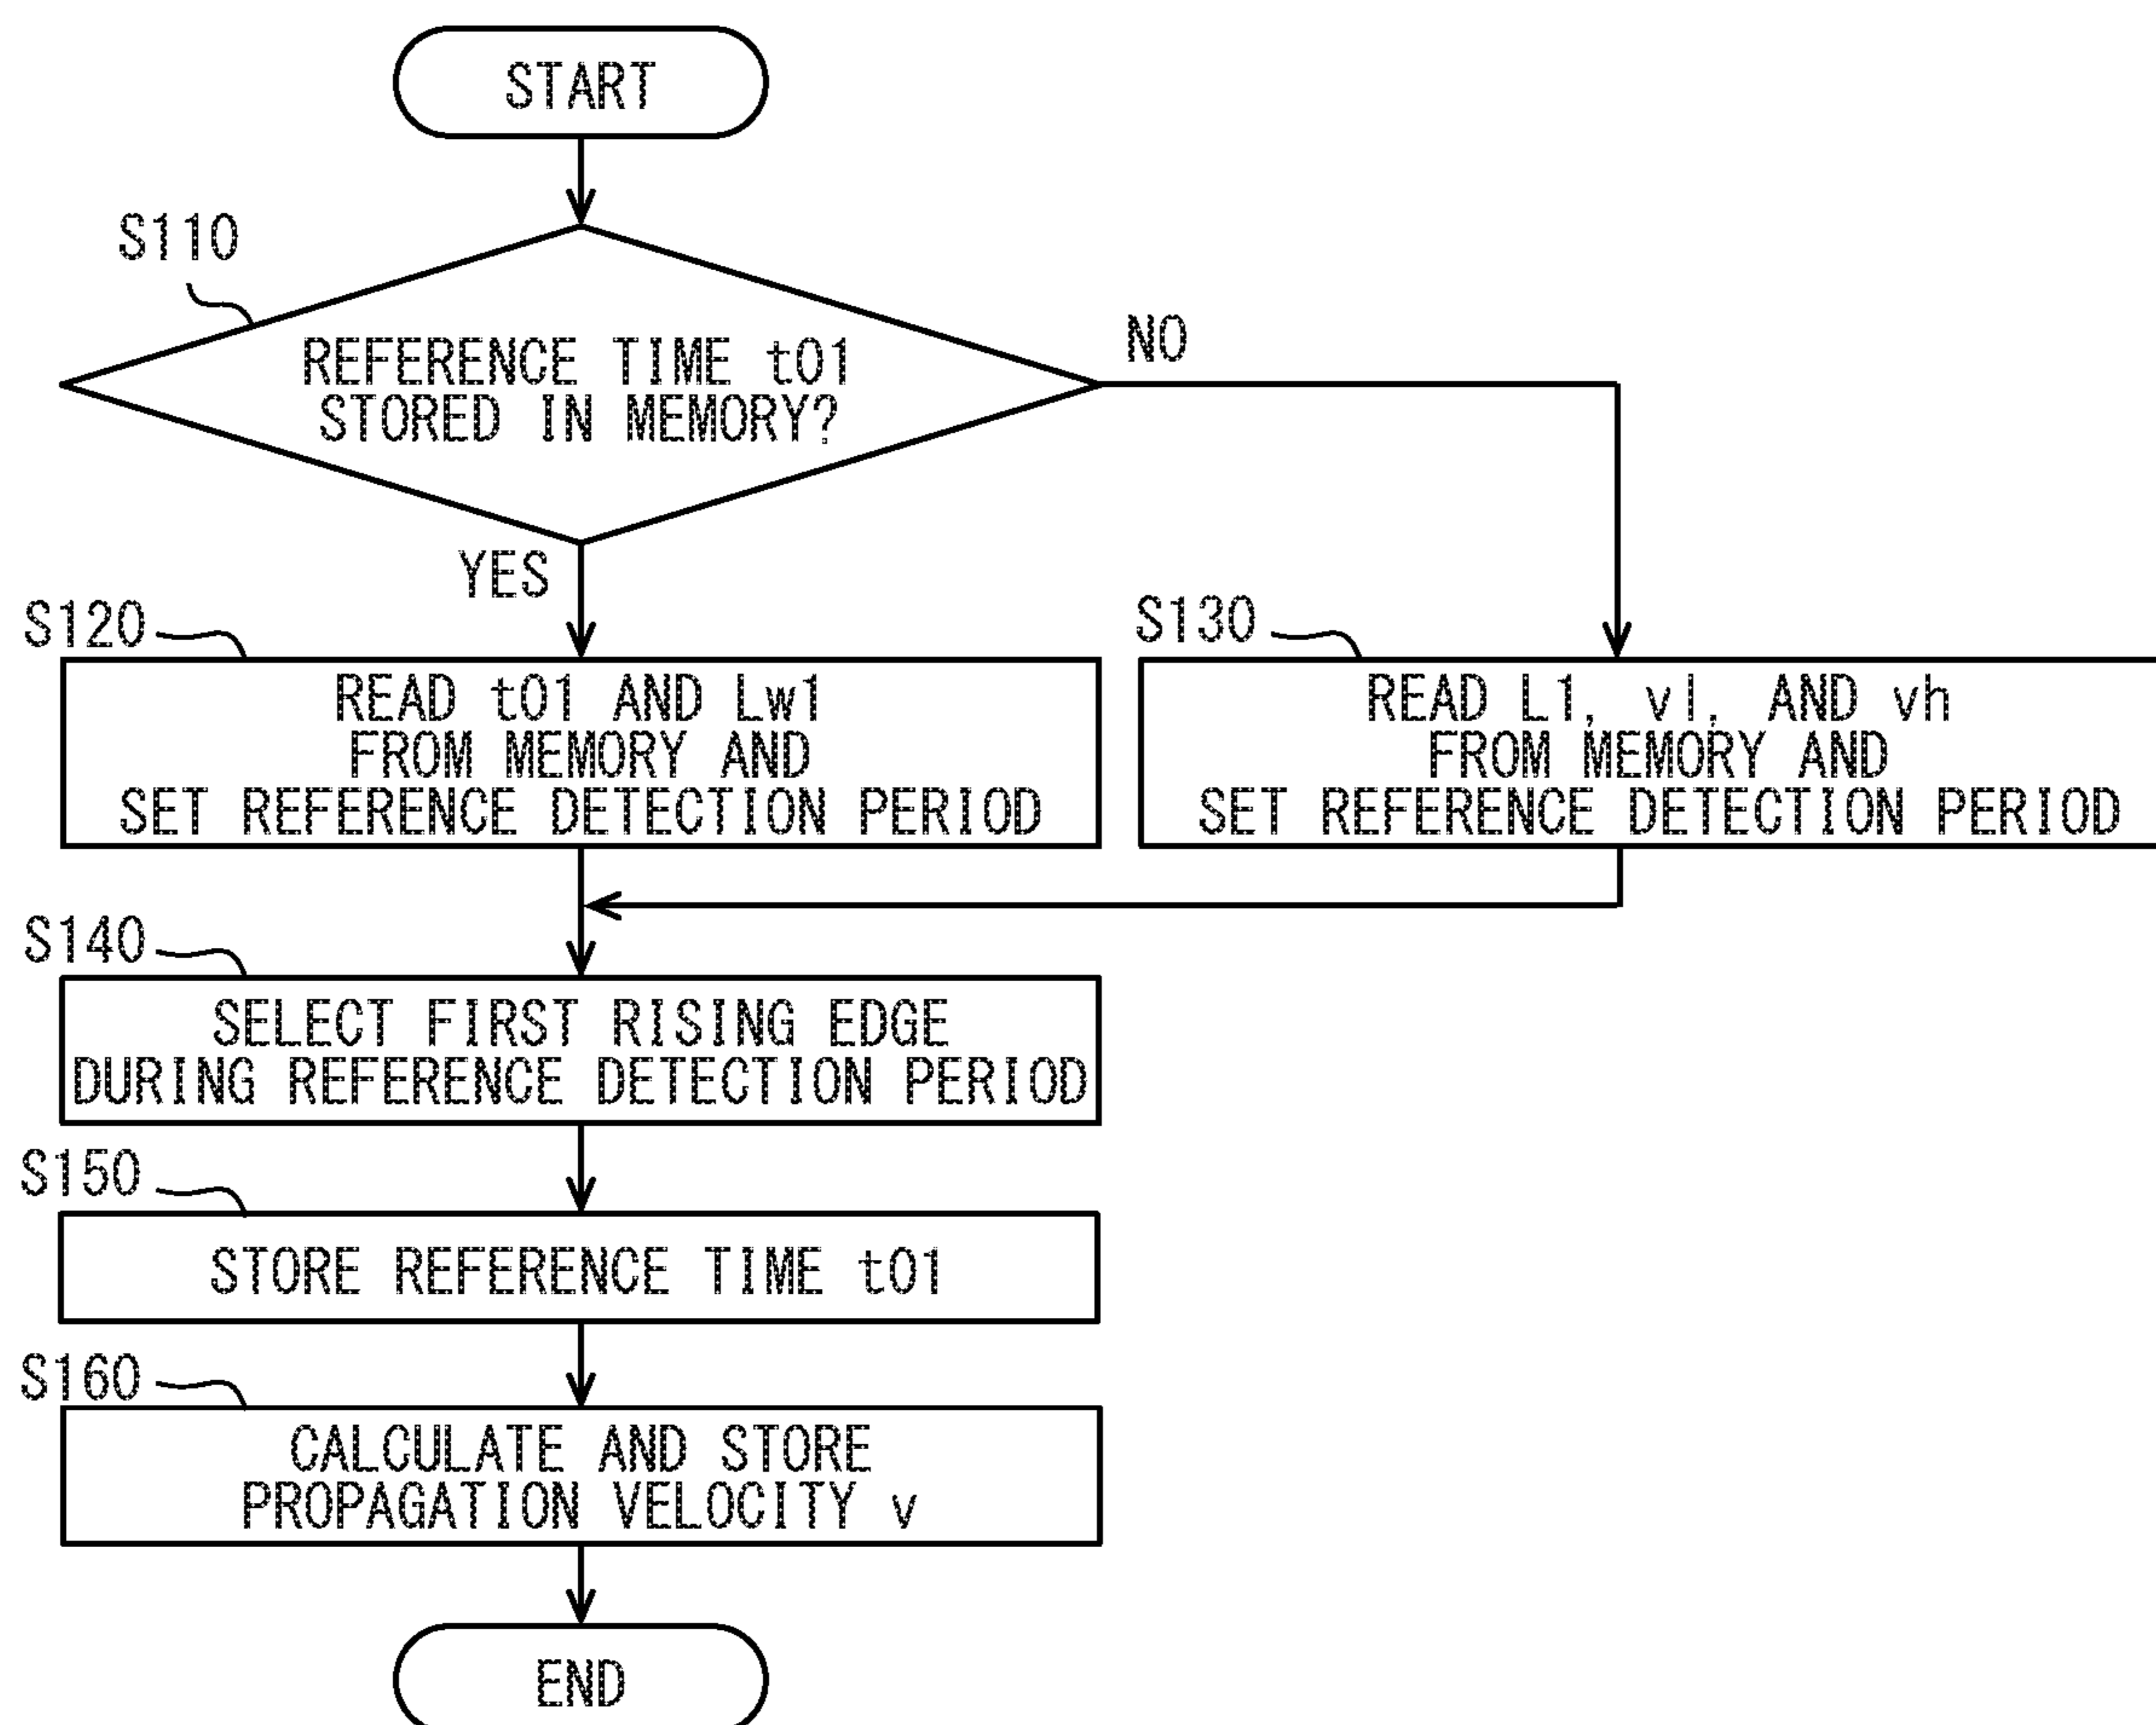 START
S110
REFERENCE TIME t01
STORED IN MEMORY?
NO
YES
S120
READ t01 AND Lw1
FROM MEMORY AND
SET REFERENCE DETECTION PERIOD
S130
READ L1, vl, AND vh
FROM MEMORY AND
SET REFERENCE DETECTION PERIOD
S140
SELECT FIRST RISING EDGE
DURING REFERENCE DETECTION PERIOD
S150
STORE REFERENCE TIME t01
S160
CALCULATE AND STORE
PROPAGATION VELOCITY v
END